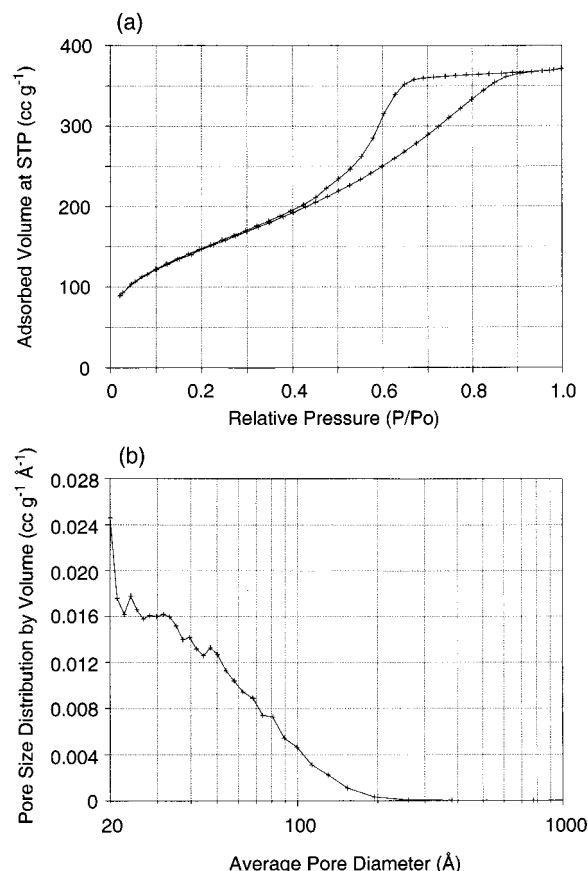 (a)
Adsorbed Volume at STP (cc g-1)
400
300
200
100
0
0 0.2 0.4 0.6 0.8 1.0
Relative Pressure (P/Po)
(b)
Pore Size Distribution by Volume (cc g-1 Å-1)
0.028
0.024
0.020
0.016
0.012
0.008
0.004
0
20 100 1000
Average Pore Diameter (Å)